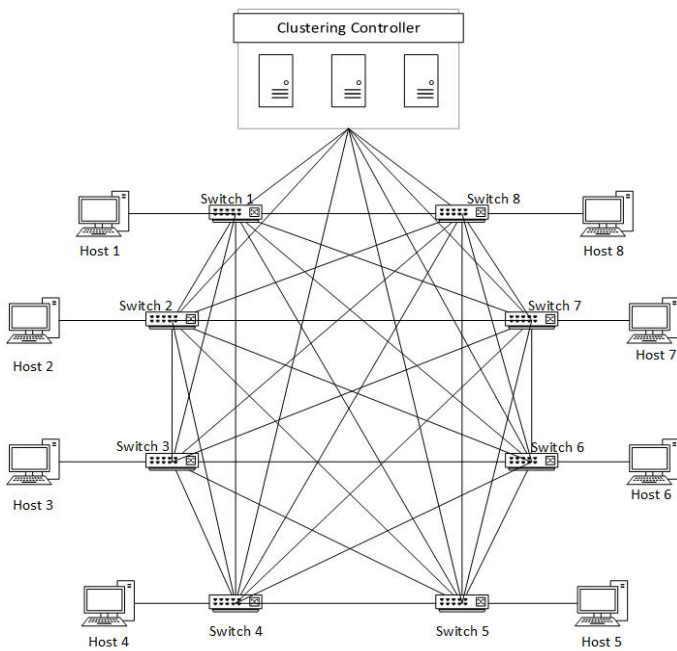 Clustering Controller
Switch 1
Switch 8
Host 1
Host 8
Switch 2
Switch 7
Host 2
Host 7
Switch 3
Switch 6
Host 3
Host 6
Host 4
Switch 4
Switch 5
Host 5